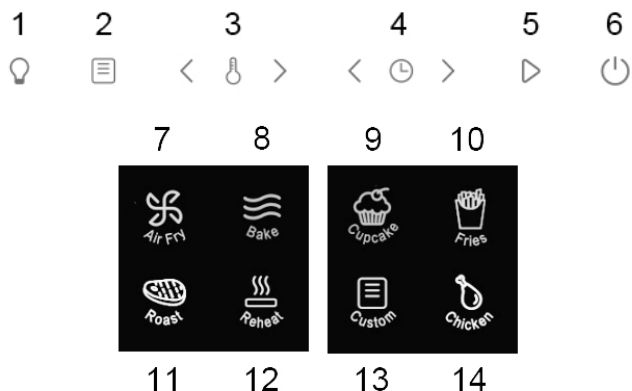 1 2 3 4 5 6
7 8 9 10
Air Fry Bake Cupcake Fries
Roast Reheat Custom Chicken
11 12 13 14